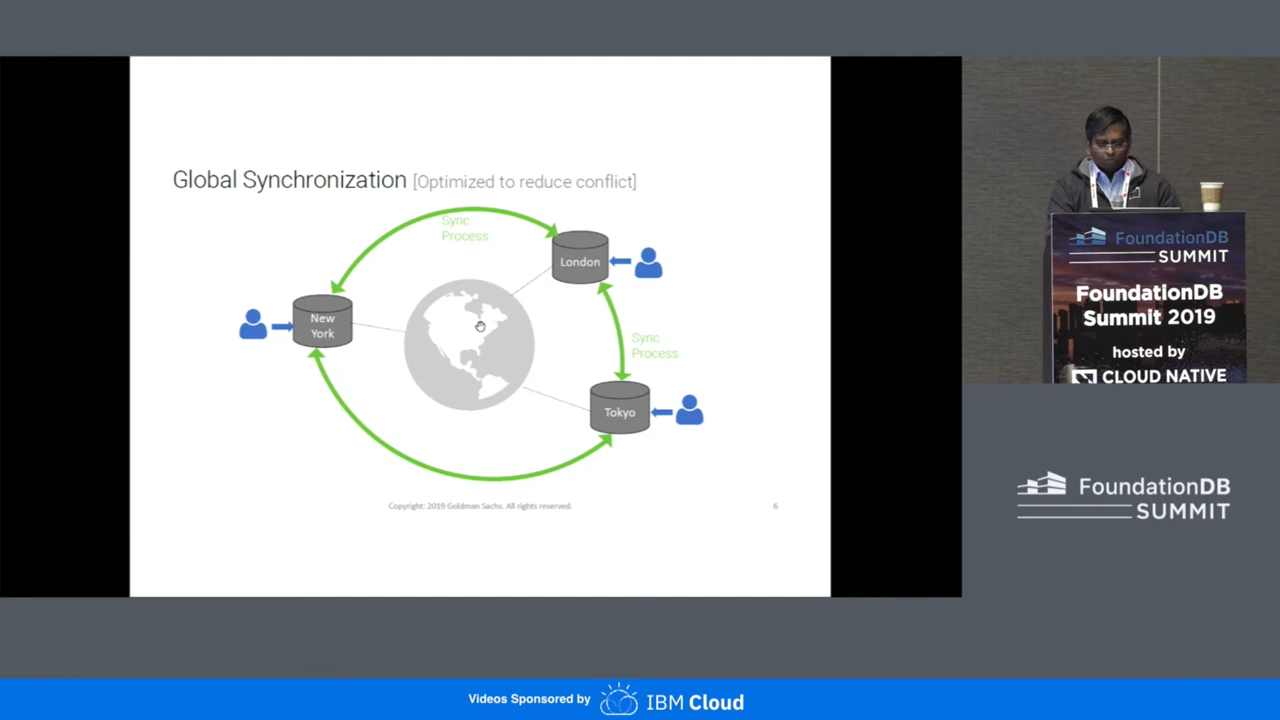 Global Synchronization [Optimized to reduce conflict]
Sync
Process
London
New
York
Sync
Process
Tokyo
Copyright: 2019 Goldman Sachs. All rights reserved.
6
FoundationDB
SUMMIT
FoundationDB
Summit 2019
hosted by
CLOUD NATIVE
FoundationDB
SUMMIT
Videos Sponsored by
IBM Cloud